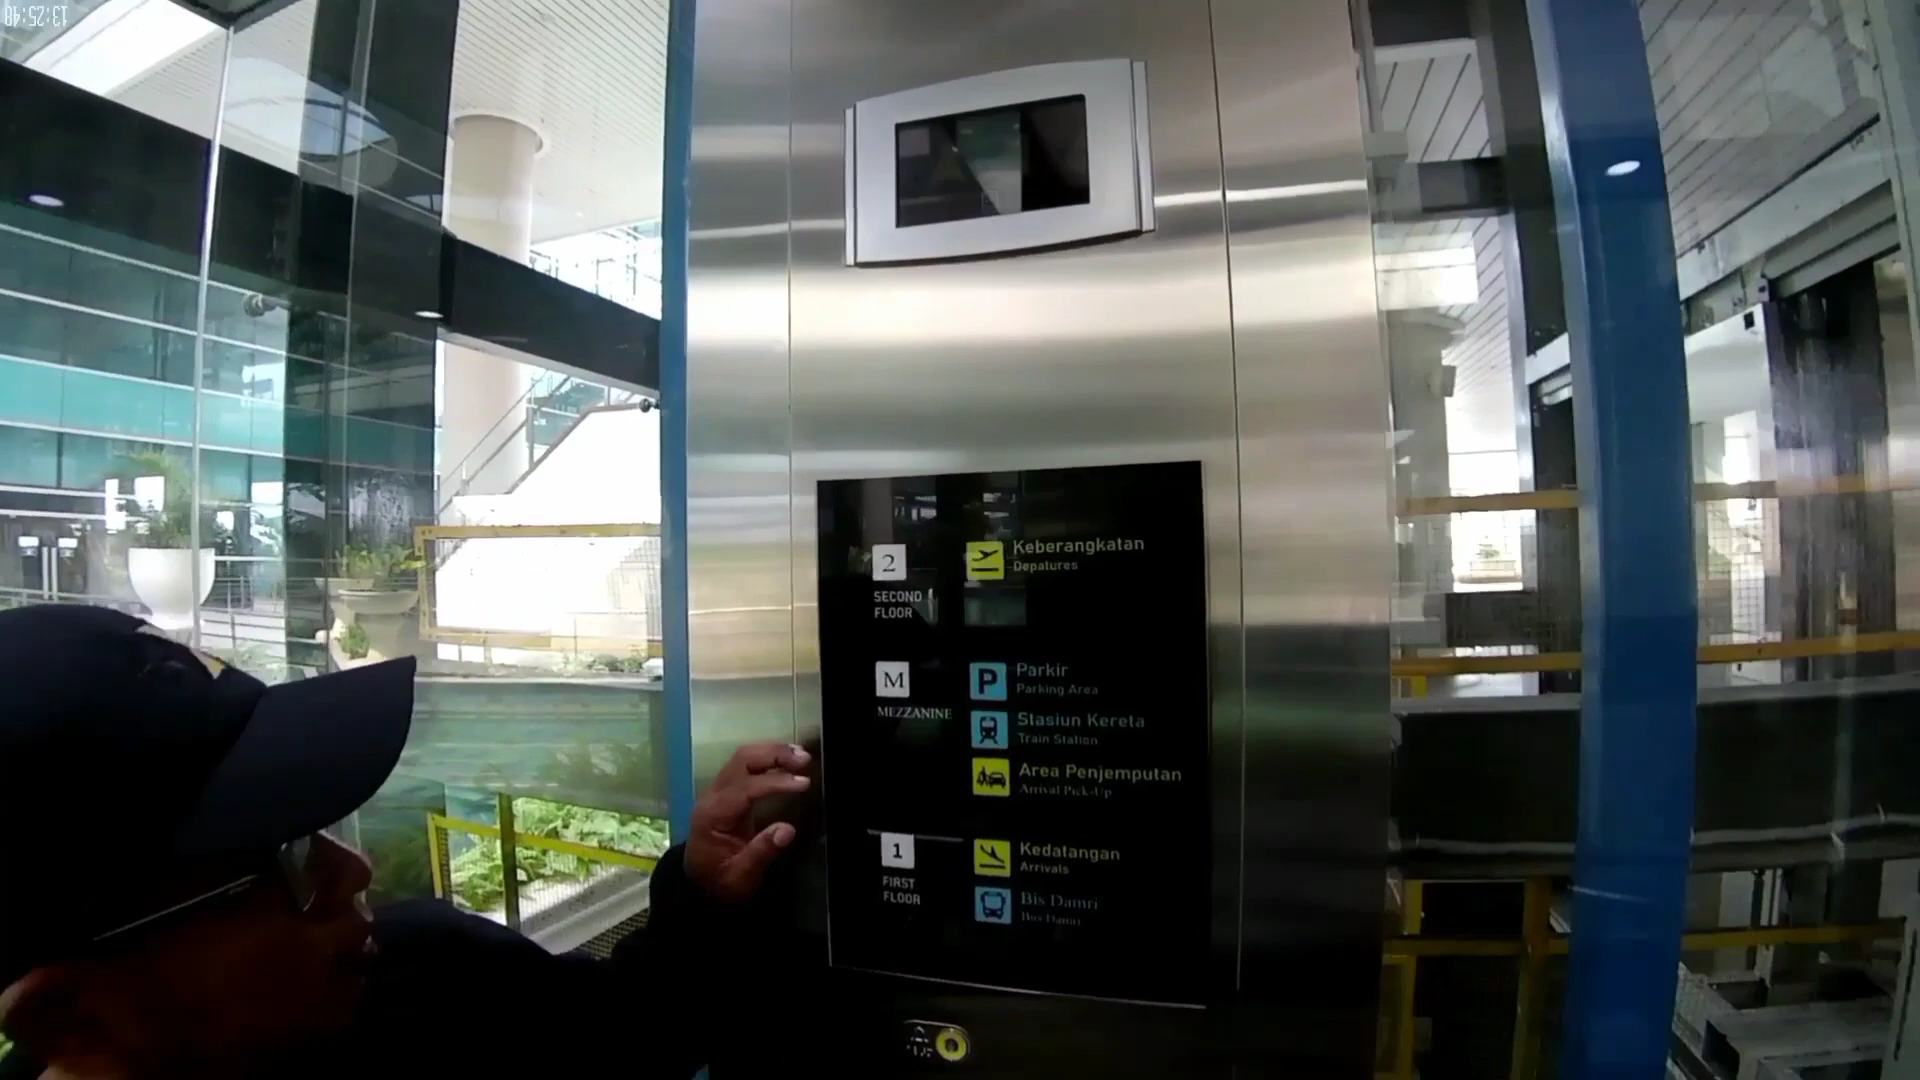 13:25:48
2
SECOND
FLOOR
Keberangkatan
Depatures
M
MEZZANINE
P
Parkir
Parking Area
Stasiun Kereta
Train Station
Area Penjemputan
Arrival Pick-Up
1
FIRST
FLOOR
Kedatangan
Arrivals
Bis Damri
Bus Damri